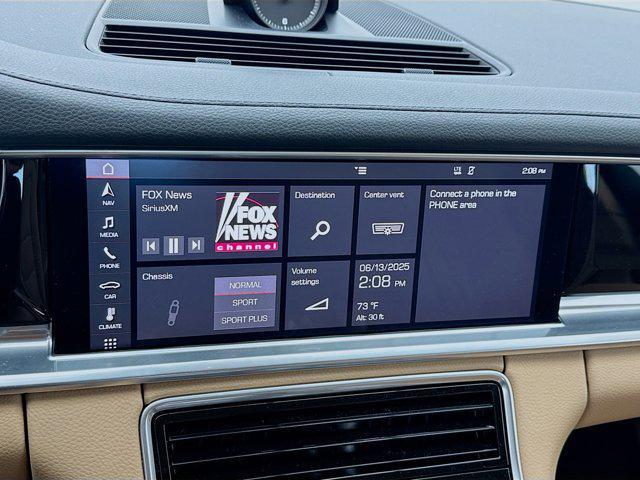 2:08 PM
NAV
MEDIA
PHONE
CAR
CLIMATE
FOX News
SiriusXM
FOX
NEWS
channel
Chassis
NORMAL
SPORT
SPORT PLUS
Destination
Volume
settings
Center vent
06/13/2025
2:08 PM
73 °F
Alt: 30 ft
Connect a phone in the
PHONE area